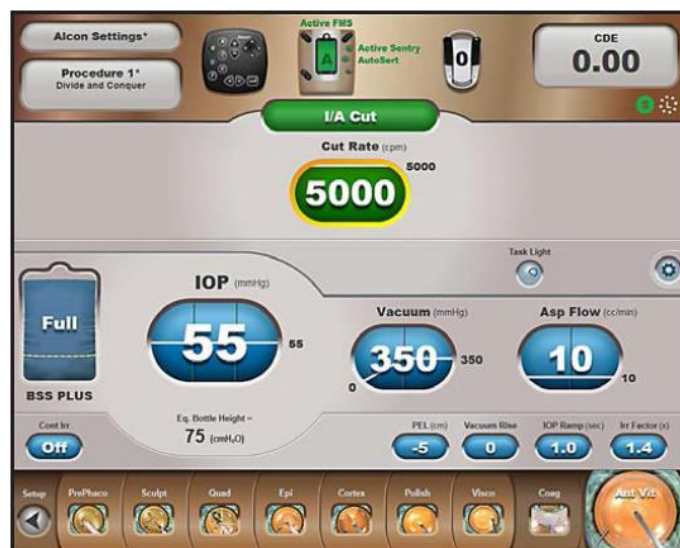 Alcon Settings*
Procedure 1*
Divide and Conquer
Active FMS
A
Active Sentry
AutoSert
0
CDE
0.00
S L
I/A Cut
Cut Rate (cpm)
5000
5000
Task Light
Full
BSS PLUS
IOP (mmHg)
55
55
Vacuum (mmHg)
350
350
0
Asp Flow (cc/min)
10
10
Cont Irr
Off
Eq. Bottle Height ~
75 (cmH₂O)
PEL (cm)
-5
Vacuum Rise
0
IOP Ramp (sec)
1.0
Irr Factor (x)
1.4
Setup
PrePhaco
Sculpt
Quad
Epi
Cortex
Polish
Visco
Coag
Ant Vit